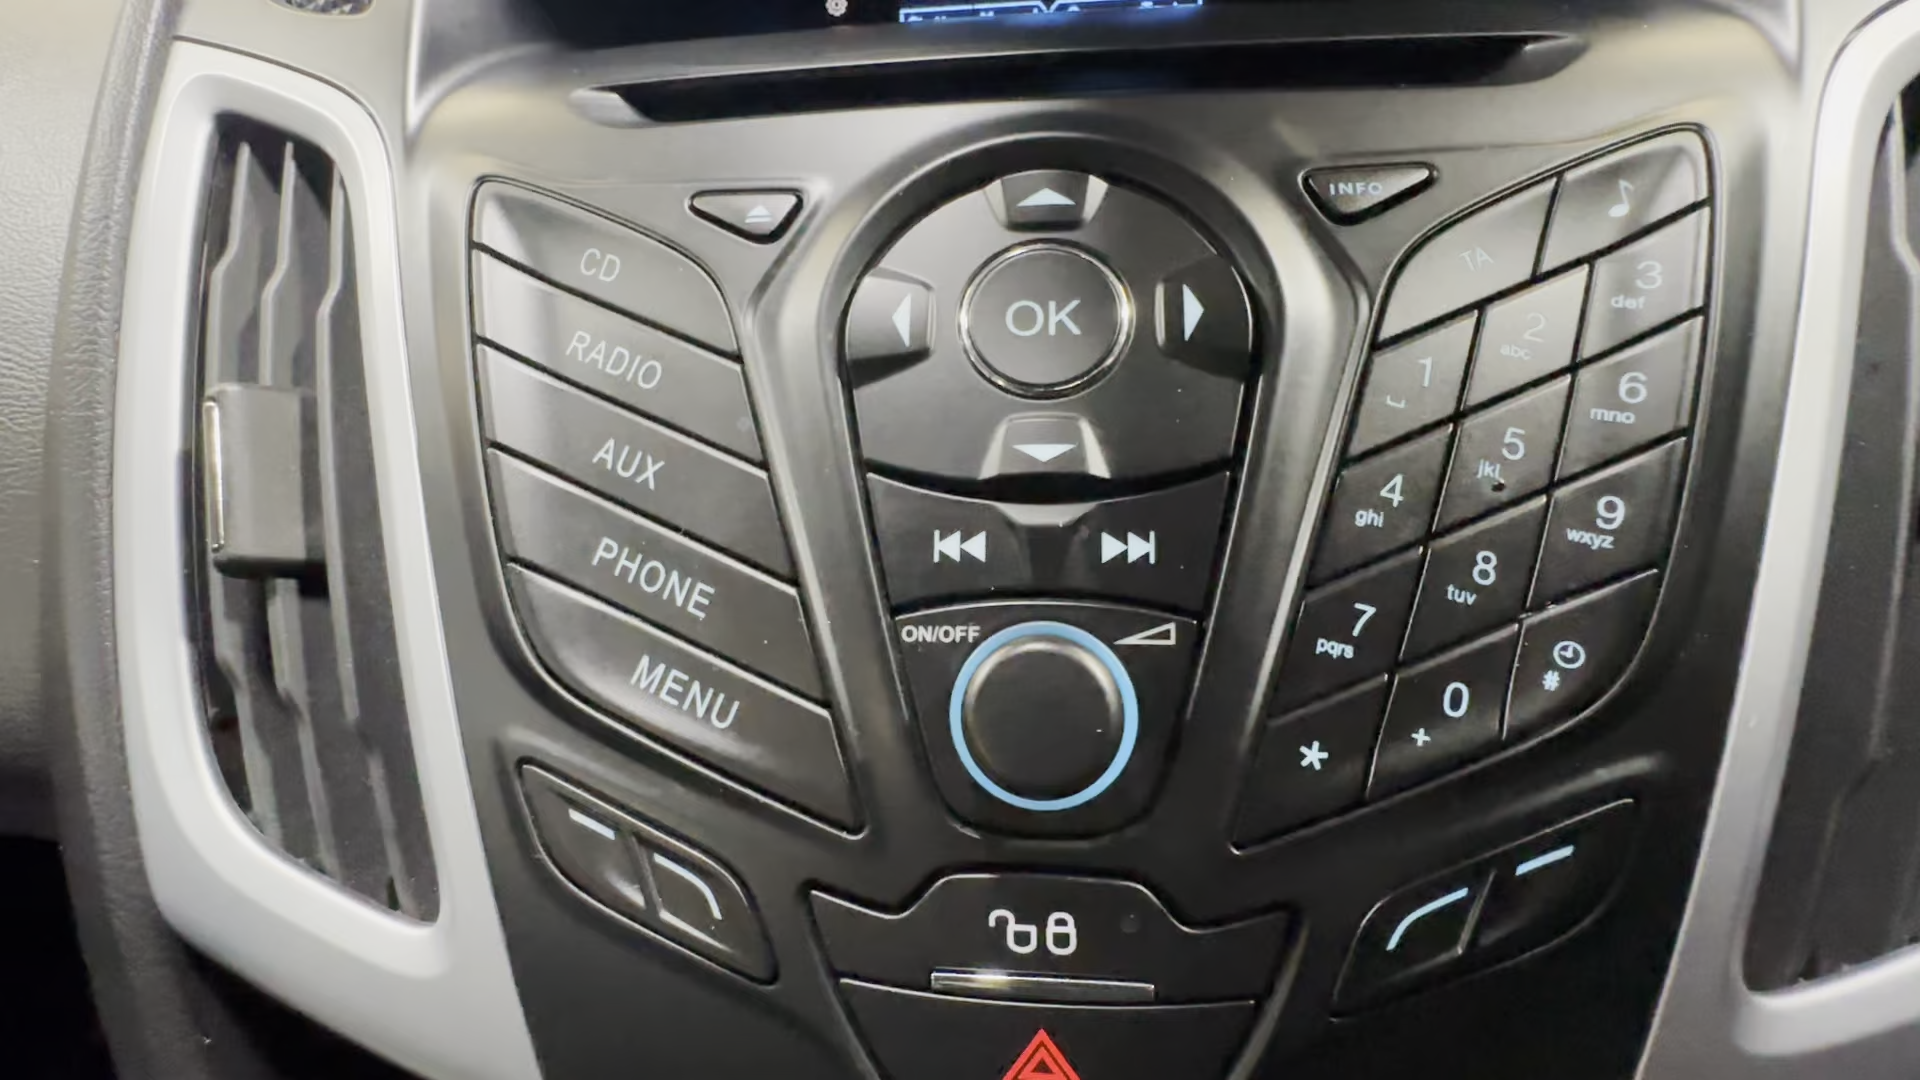 INFO
TA
CD
RADIO
AUX
PHONE
MENU
OK
ON/OFF
1
2
abc
3
def
4
ghi
5
jkl
6
mno
7
pqrs
8
tuv
9
wxyz
*
0
+
#